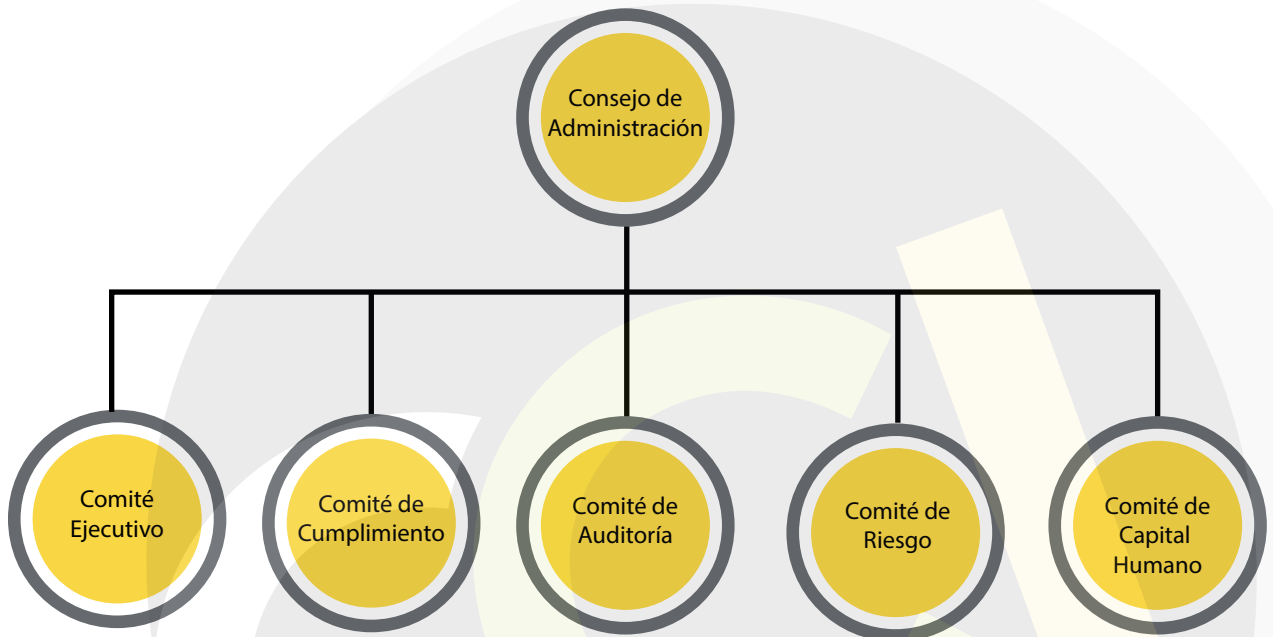 Consejo de
Administración
Comité
Ejecutivo
Comité de
Cumplimiento
Comité de
Auditoría
Comité de
Riesgo
Comité de
Capital
Humano